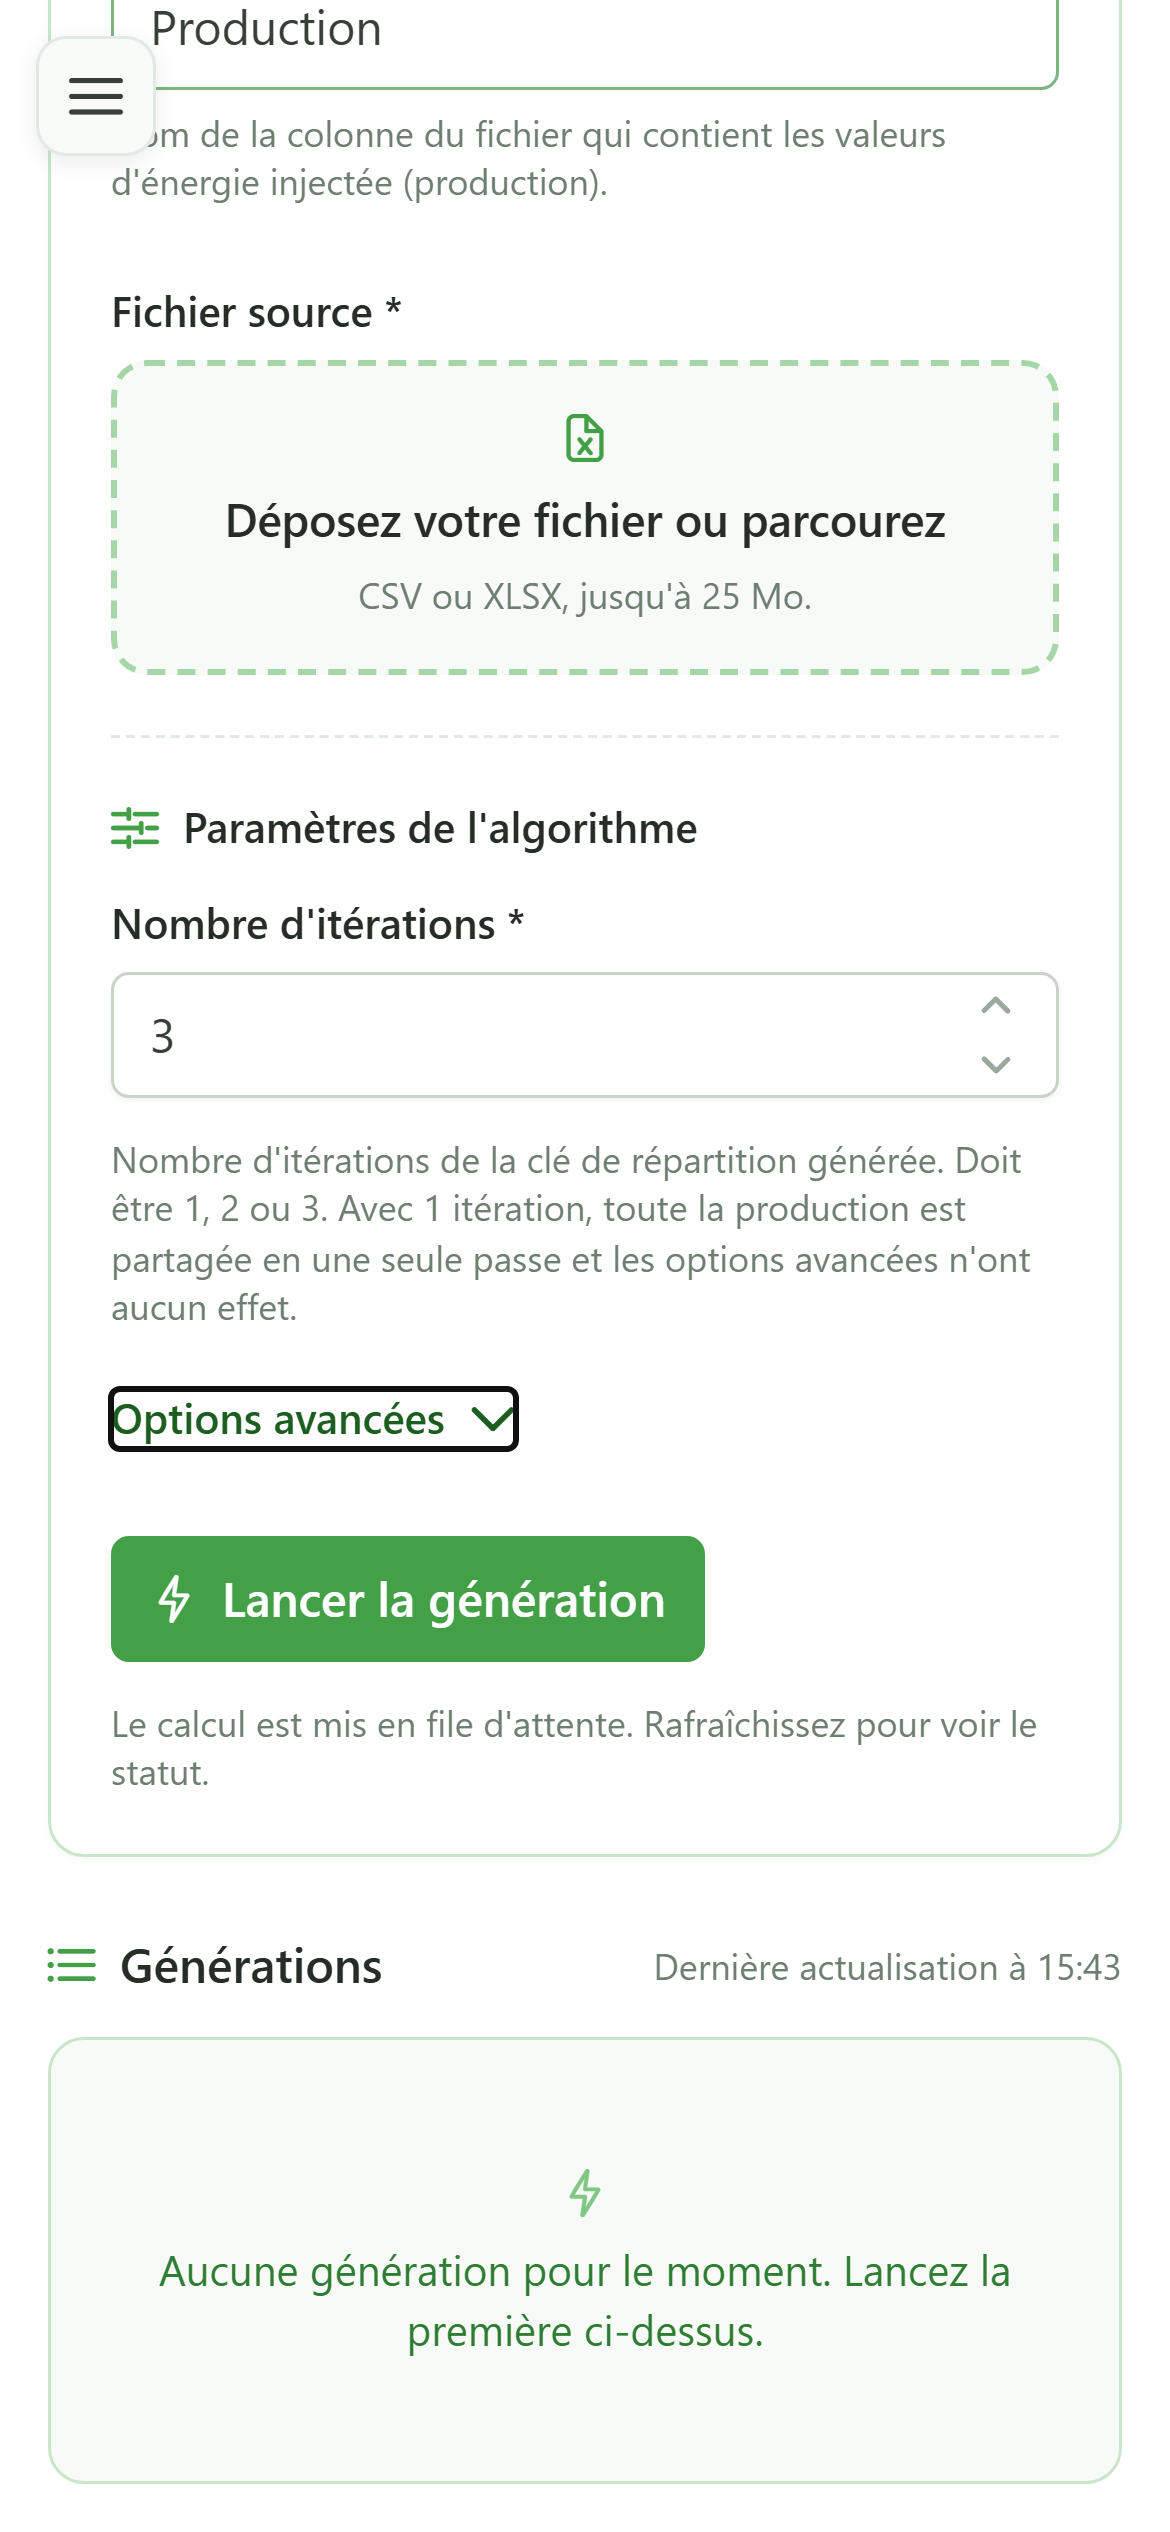 Production
de la colonne du fichier qui contient les valeurs
d'énergie injectée (production).
Fichier source *
Déposez votre fichier ou parcourez
CSV ou XLSX, jusqu'à 25 Mo.
Paramètres de l'algorithme
Nombre d'itérations *
3
Nombre d'itérations de la clé de répartition générée. Doit
être 1, 2 ou 3. Avec 1 itération, toute la production est
partagée en une seule passe et les options avancées n'ont
aucun effet.
Options avancées
Lancer la génération
Le calcul est mis en file d'attente. Rafraîchissez pour voir le
statut.
Générations
Dernière actualisation à 15:43
Aucune génération pour le moment. Lancez la
première ci-dessus.